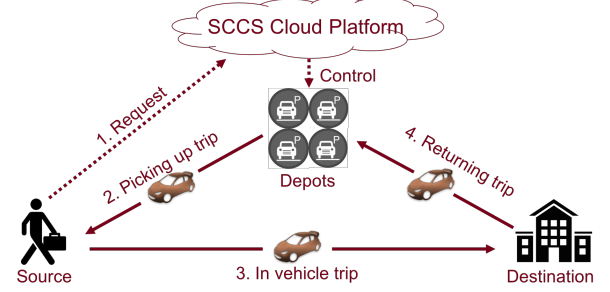 SCCS Cloud Platform
Control
1. Request
P P
P P
2. Picking up trip
4. Returning trip
Depots
Source
3. In vehicle trip
Destination